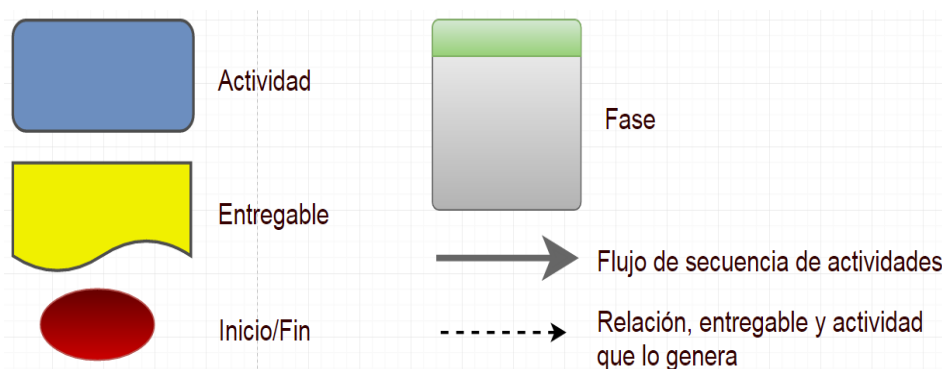 Actividad
Entregable
Inicio/Fin
Fase
Flujo de secuencia de actividades
Relación, entregable y actividad
que lo genera